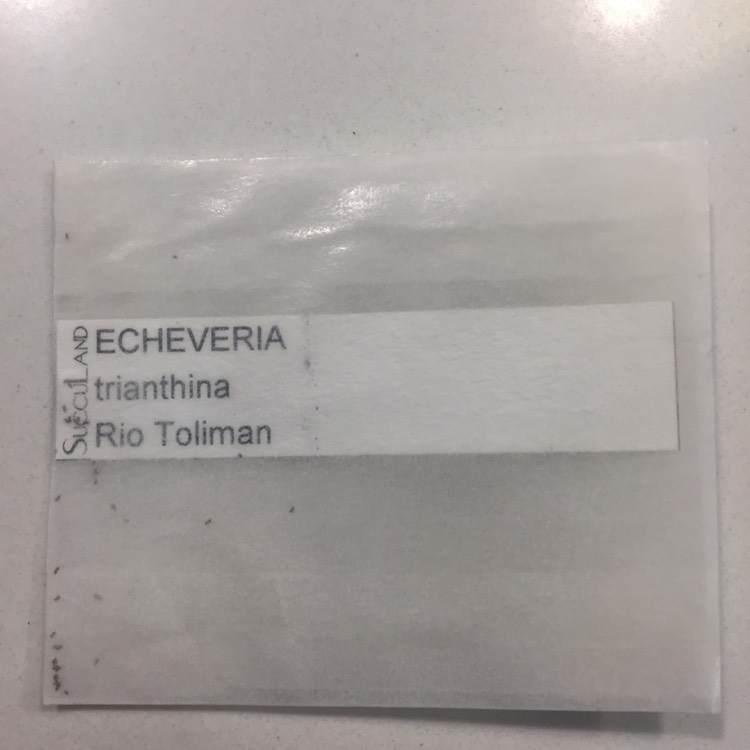 SuccuLAND
ECHEVERIA
trianthina
Rio Toliman